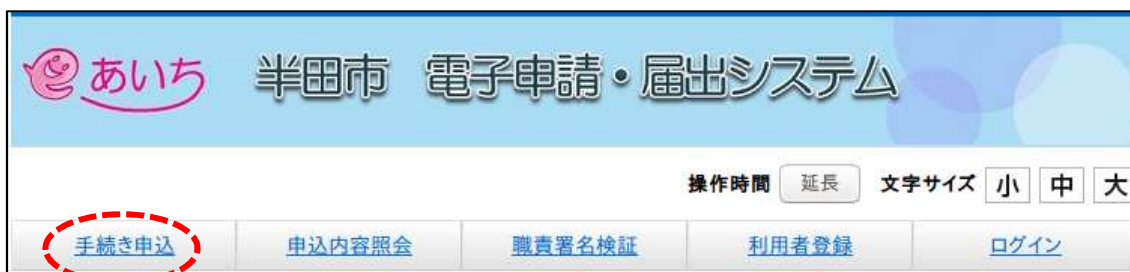 あいち 半田市 電子申請・届出システム
操作時間 延長 文字サイズ 小 中 大
手続き申込 申込内容照会 職責署名検証 利用者登録 ログイン